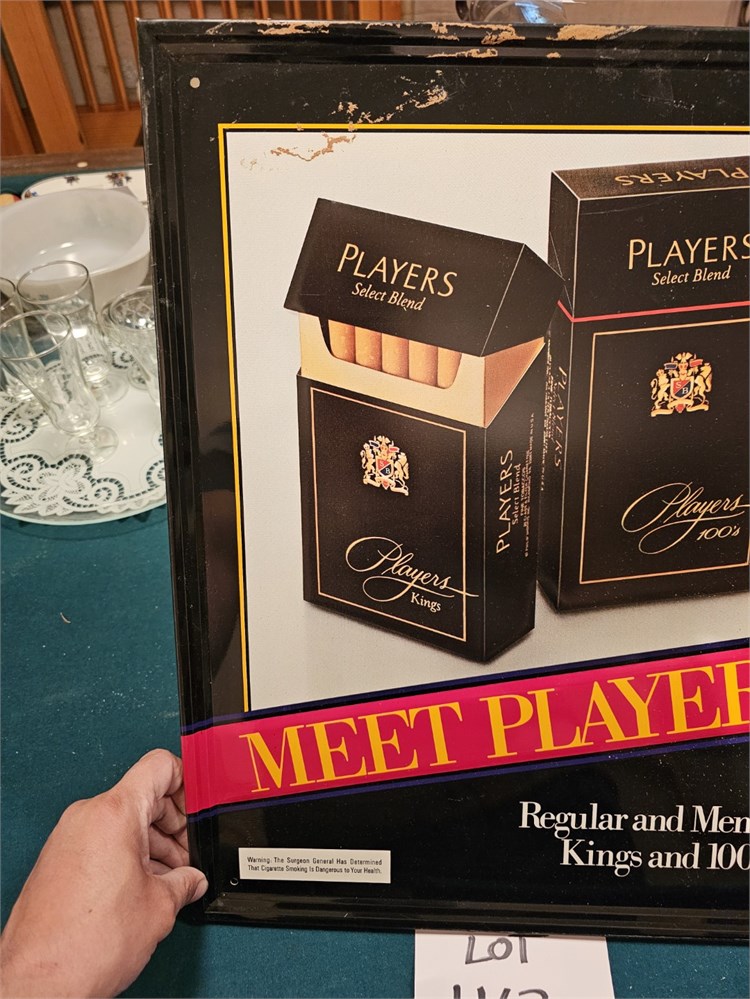 PLAYERS
PLAYERS
Select Blend
PLAYERS
Select Blend
PLAYERS
Select Blend
PLAYERS
Players
Kings
Players
100's
MEET PLAYER
Regular and Men
Kings and 100
Warning: The Surgeon General Has Determined
That Cigarette Smoking Is Dangerous to Your Health.
LOT